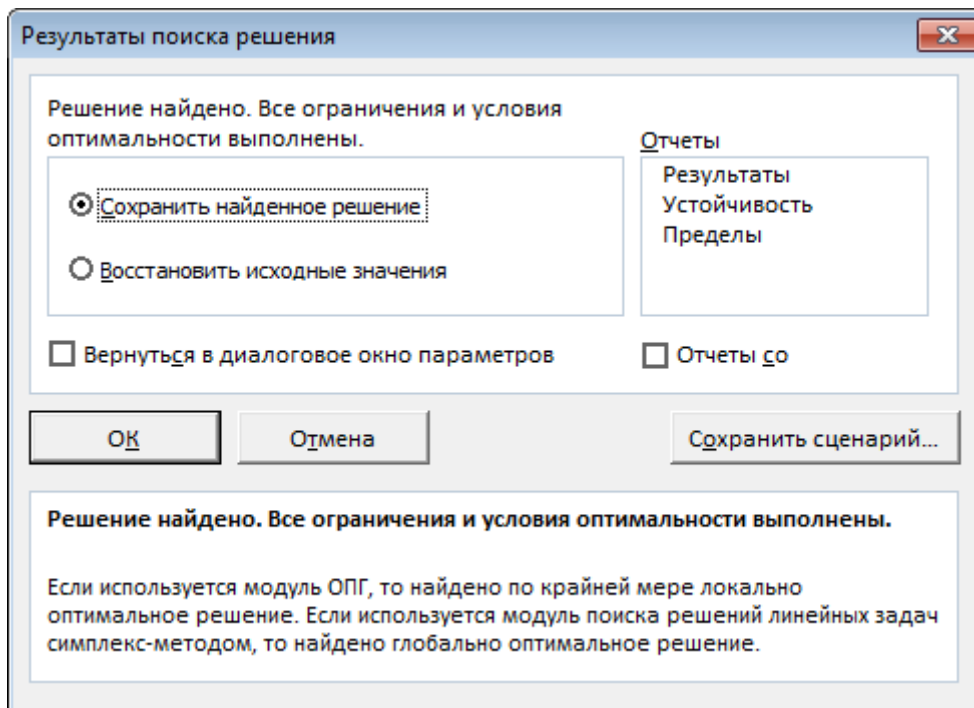 Результаты поиска решения
Решение найдено. Все ограничения и условия
оптимальности выполнены.
Отчеты
Сохранить найденное решение
Восстановить исходные значения
Результаты
Устойчивость
Пределы
Вернуться в диалоговое окно параметров
Отчеты со
ОК
Отмена
Сохранить сценарий...
Решение найдено. Все ограничения и условия оптимальности выполнены.
Если используется модуль ОПГ, то найдено по крайней мере локально
оптимальное решение. Если используется модуль поиска решений линейных задач
симплекс-методом, то найдено глобально оптимальное решение.